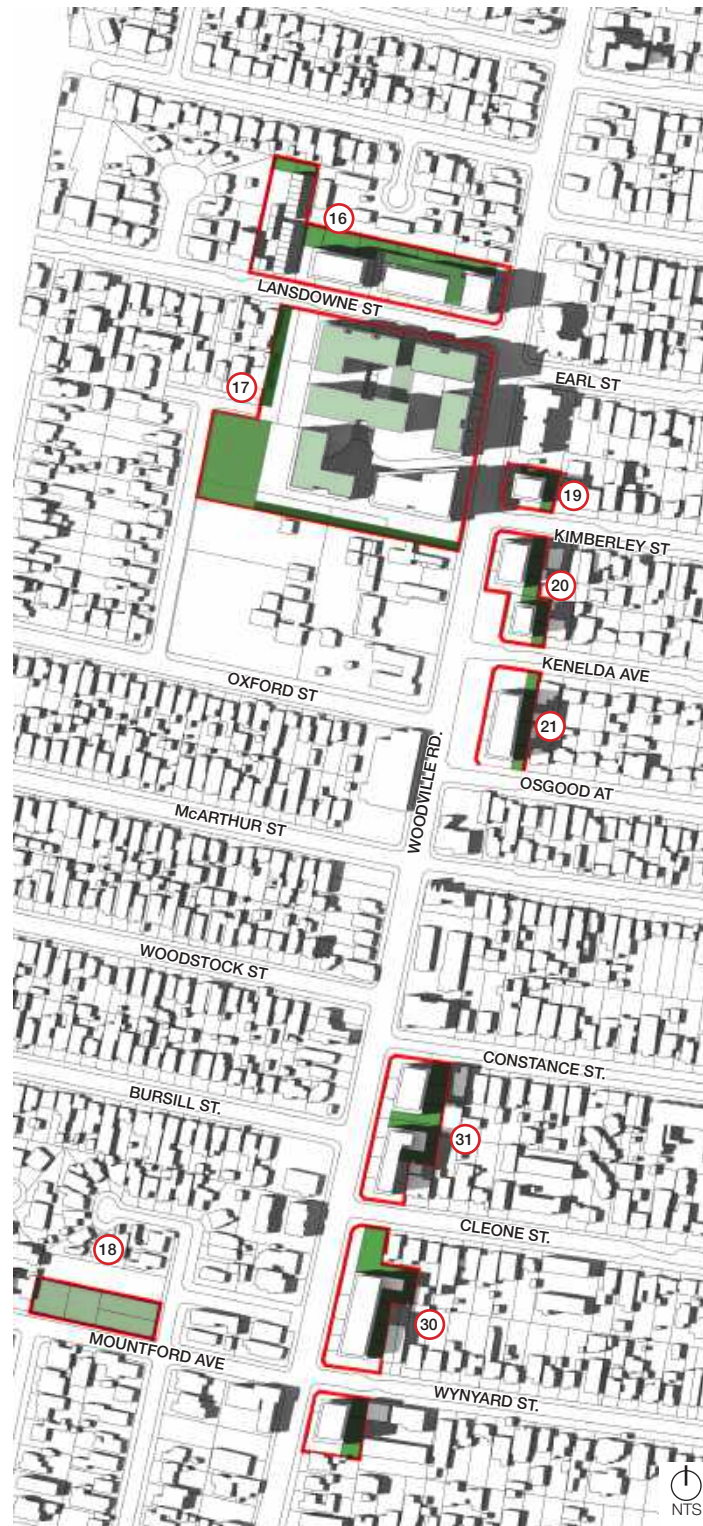 16
LANSDOWNE ST
17
EARL ST
19
KIMBERLEY ST
20
KENELDA AVE
OXFORD ST
21
WOODVILLE RD.
OSGOOD AT
McARTHUR ST
WOODSTOCK ST
CONSTANCE ST.
BURSILL ST.
31
CLEONE ST.
18
30
MOUNTFORD AVE
WYNYARD ST.
NTS